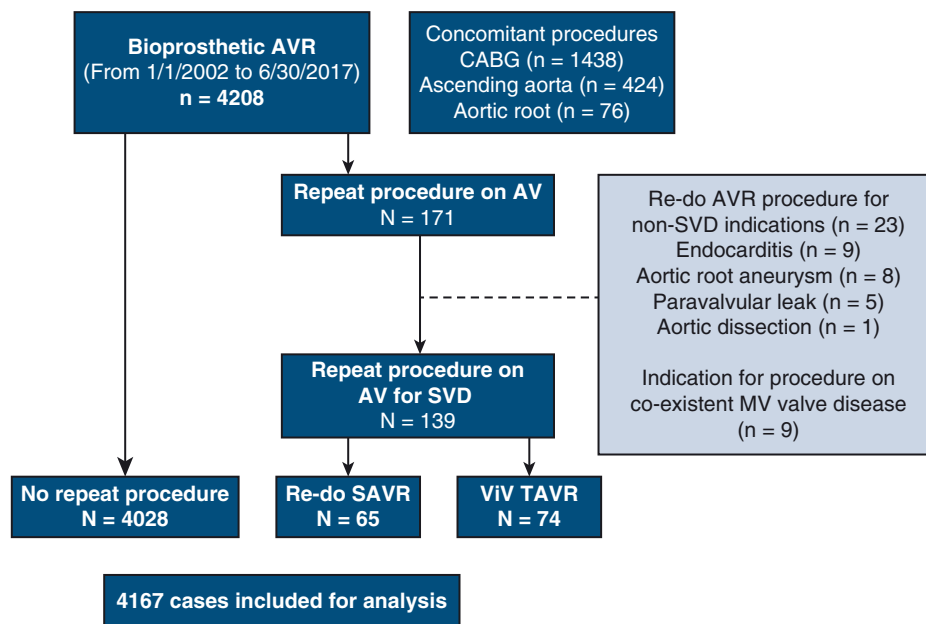 Bioprosthetic AVR
(From 1/1/2002 to 6/30/2017)
n = 4208
Concomitant procedures
CABG (n = 1438)
Ascending aorta (n = 424)
Aortic root (n = 76)
Repeat procedure on AV
N = 171
Re-do AVR procedure for
non-SVD indications (n = 23)
Endocarditis (n = 9)
Aortic root aneurysm (n = 8)
Paravalvular leak (n = 5)
Aortic dissection (n = 1)
Indication for procedure on
co-existent MV valve disease
(n = 9)
Repeat procedure on
AV for SVD
N = 139
No repeat procedure
N = 4028
Re-do SAVR
N = 65
ViV TAVR
N = 74
4167 cases included for analysis